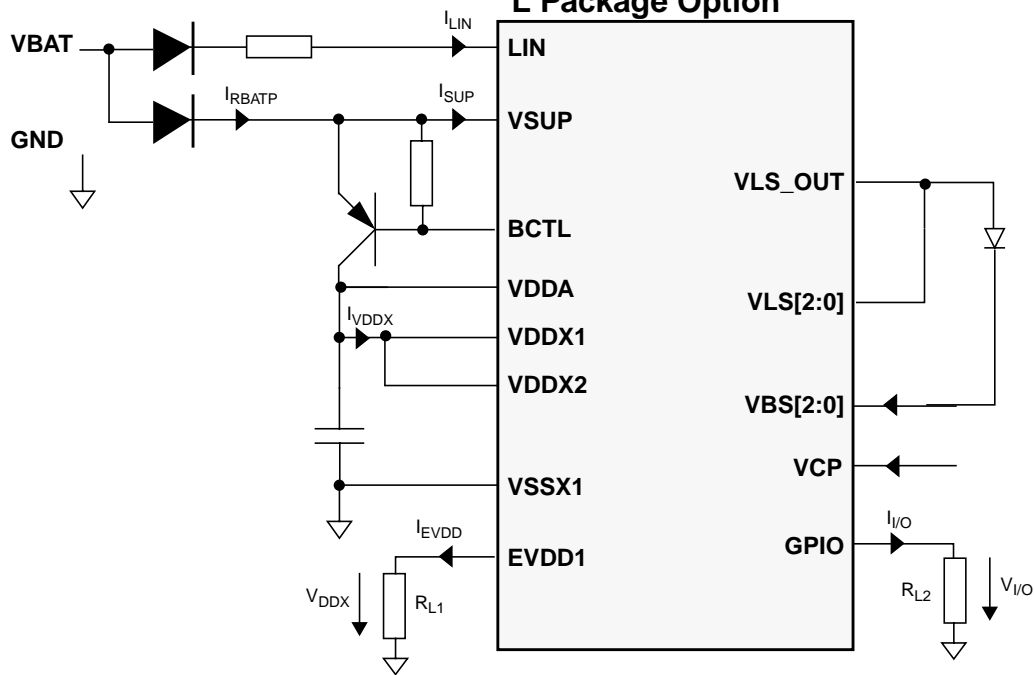 L Package Option
VBAT
GND
I_LIN
I_RBATP
I_SUP
I_VDDX
I_EVDD
V_DDX
R_L1
LIN
VSUP
BCTL
VDDA
VDDX1
VDDX2
VSSX1
EVDD1
VLS_OUT
VLS[2:0]
VBS[2:0]
VCP
GPIO
I_I/O
R_L2
V_I/O